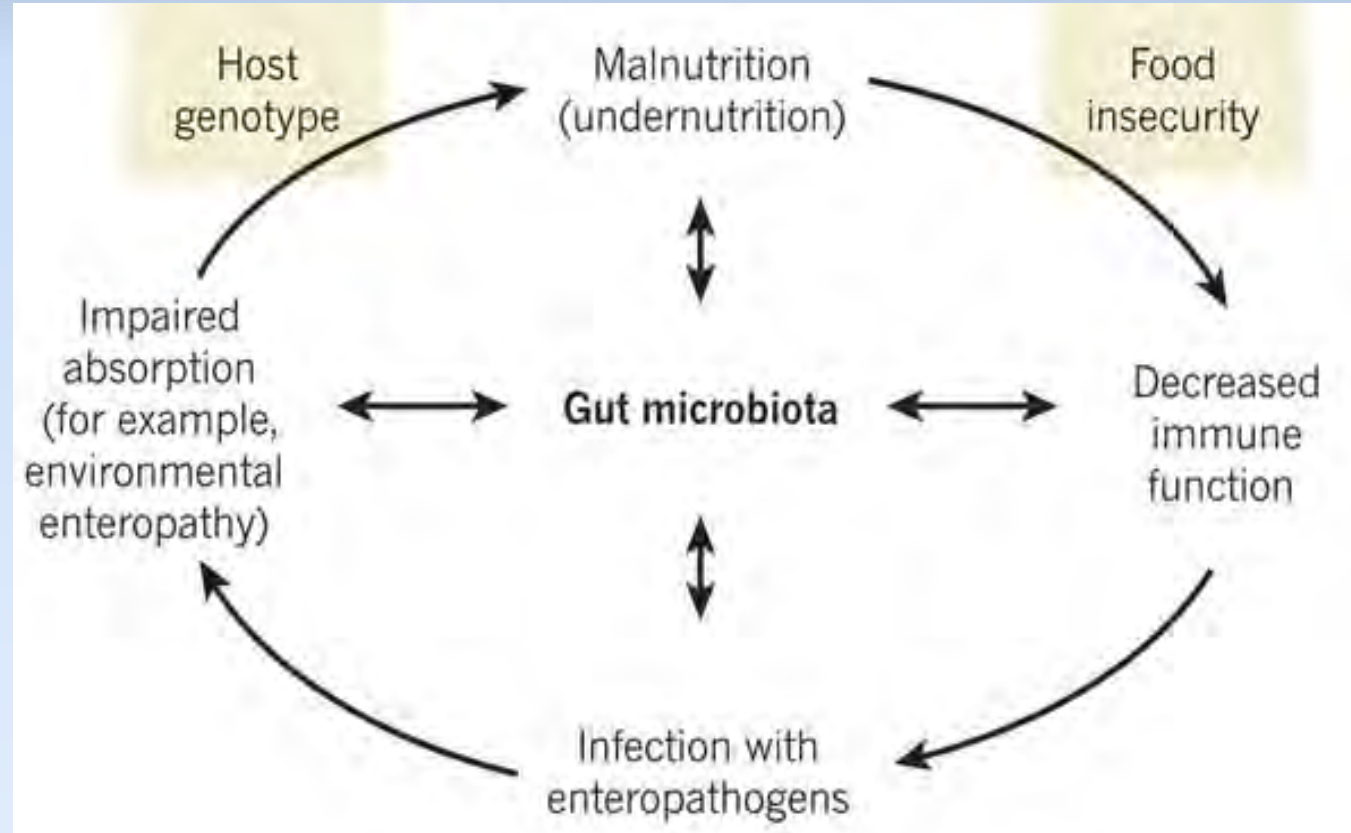 Host
genotype
Malnutrition
(undernutrition)
Food
insecurity
Impaired
absorption
(for example,
environmental
enteropathy)
Gut microbiota
Decreased
immune
function
Infection with
enteropathogens